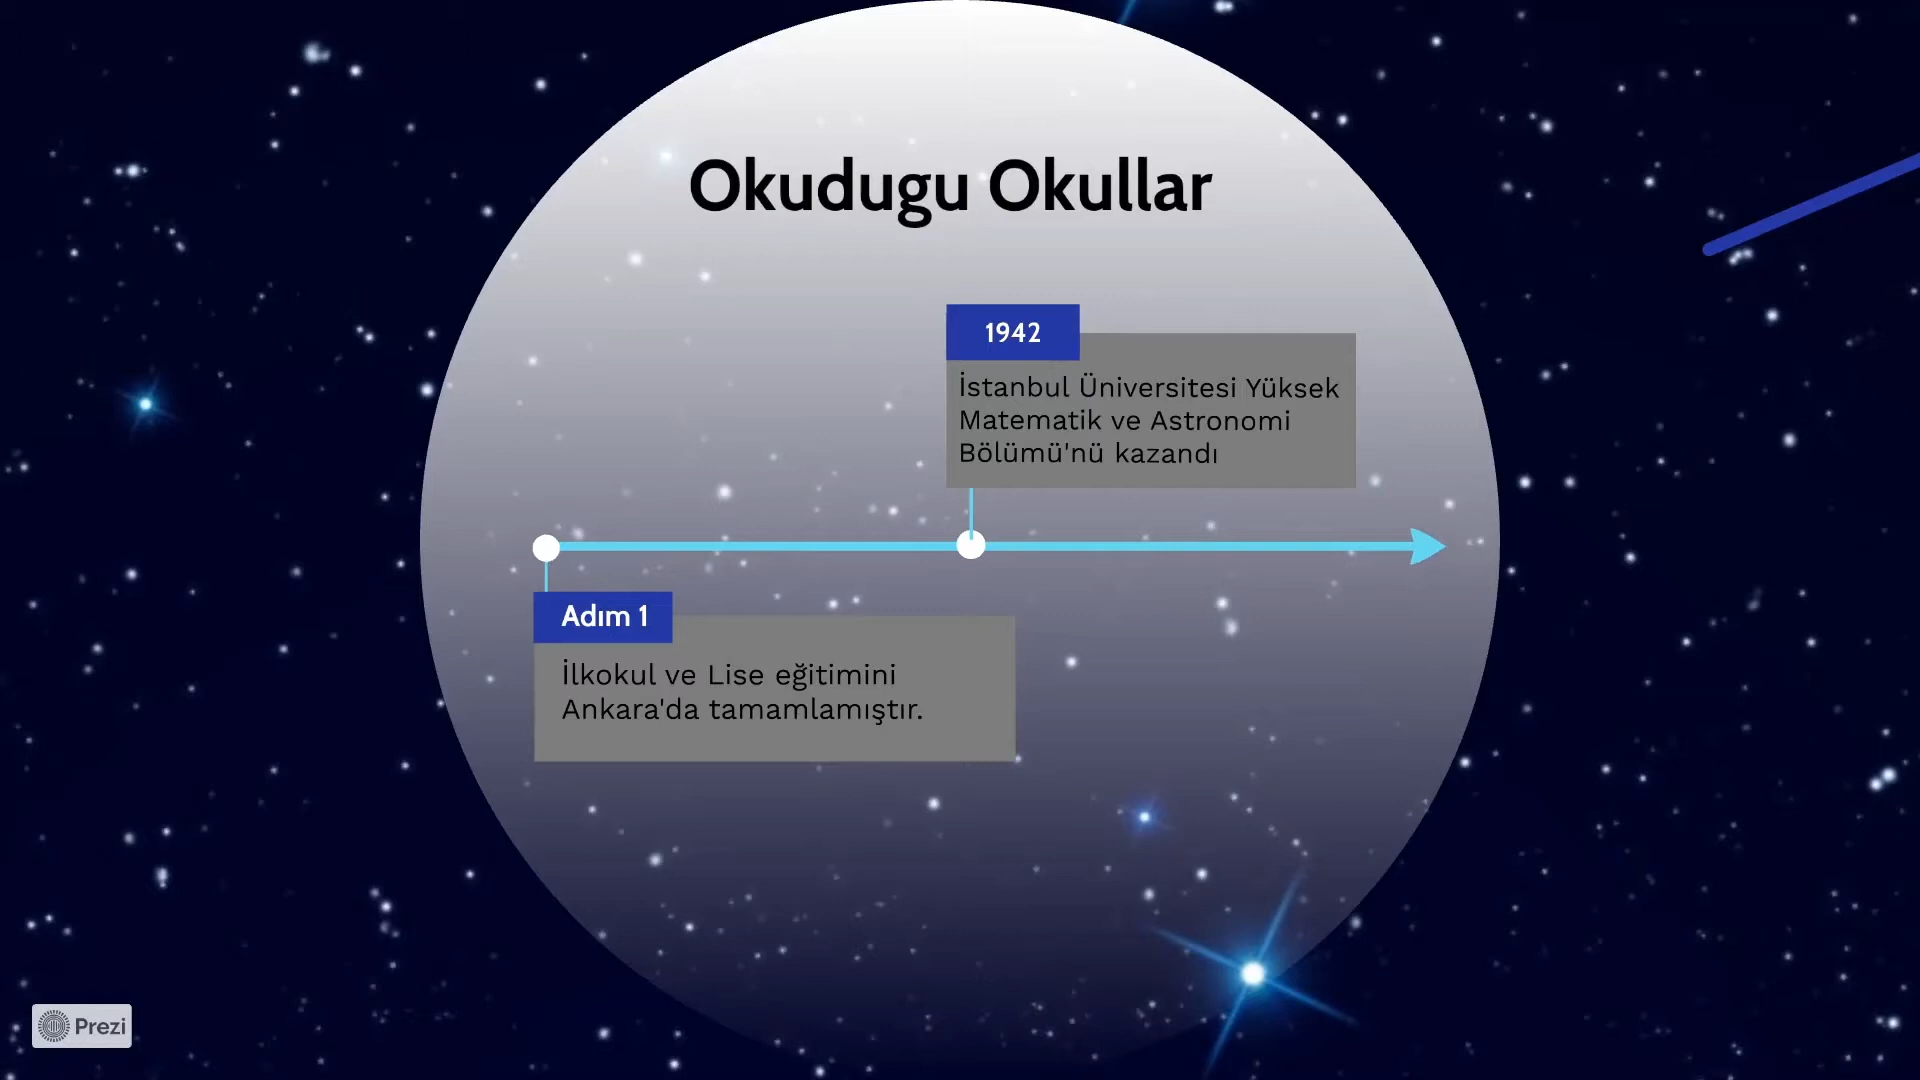 Okudugu Okullar
1942
İstanbul Üniversitesi Yüksek
Matematik ve Astronomi
Bölümü'nü kazandı
Adım 1
İlkokul ve Lise eğitimini
Ankara'da tamamlamıştır.
Prezi